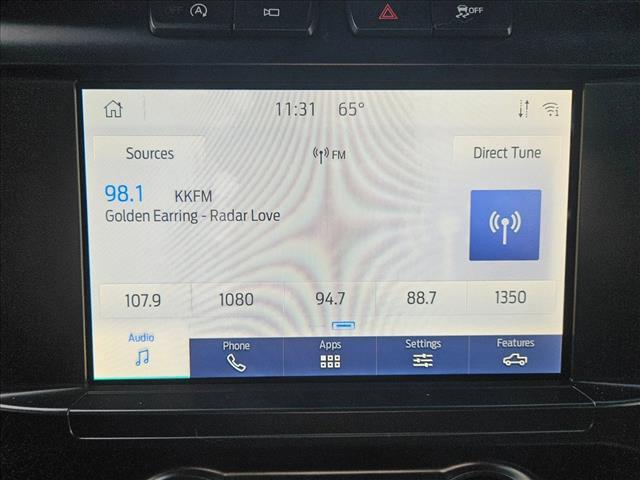 OFF
OFF
11:31 65°
Sources
FM
Direct Tune
98.1 KKFM
Golden Earring - Radar Love
107.9 1080 94.7 88.7 1350
Audio Phone Apps Settings Features